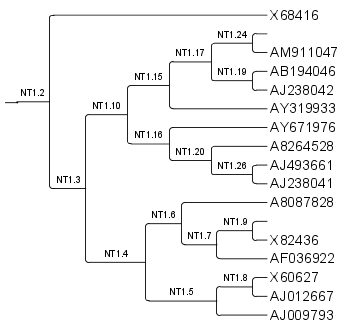 X68416
NT1.24
NT1.17
AM911047
NT1.2
AB194046
NT1.15
NT1.19
AJ238042
NT1.10
AY319933
AY671976
NT1.16
A8264528
NT1.20
AJ493661
NT1.26
NT1.3
AJ238041
A8087828
NT1.6
NT1.9
NT1.7
X82436
NT1.4
AF036922
NT1.8
X60627
NT1.5
AJ012667
AJ009793